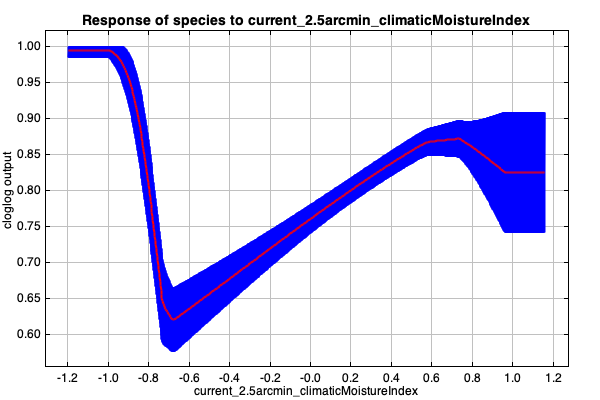 Response of species to current_2.5arcmin_climaticMoistureIndex
1.00
0.95
0.90
0.85
0.80
0.75
0.70
0.65
0.60
cloglog output
-1.2 -1.0 -0.8 -0.6 -0.4 -0.2 -0.0 0.2 0.4 0.6 0.8 1.0 1.2
current_2.5arcmin_climaticMoistureIndex